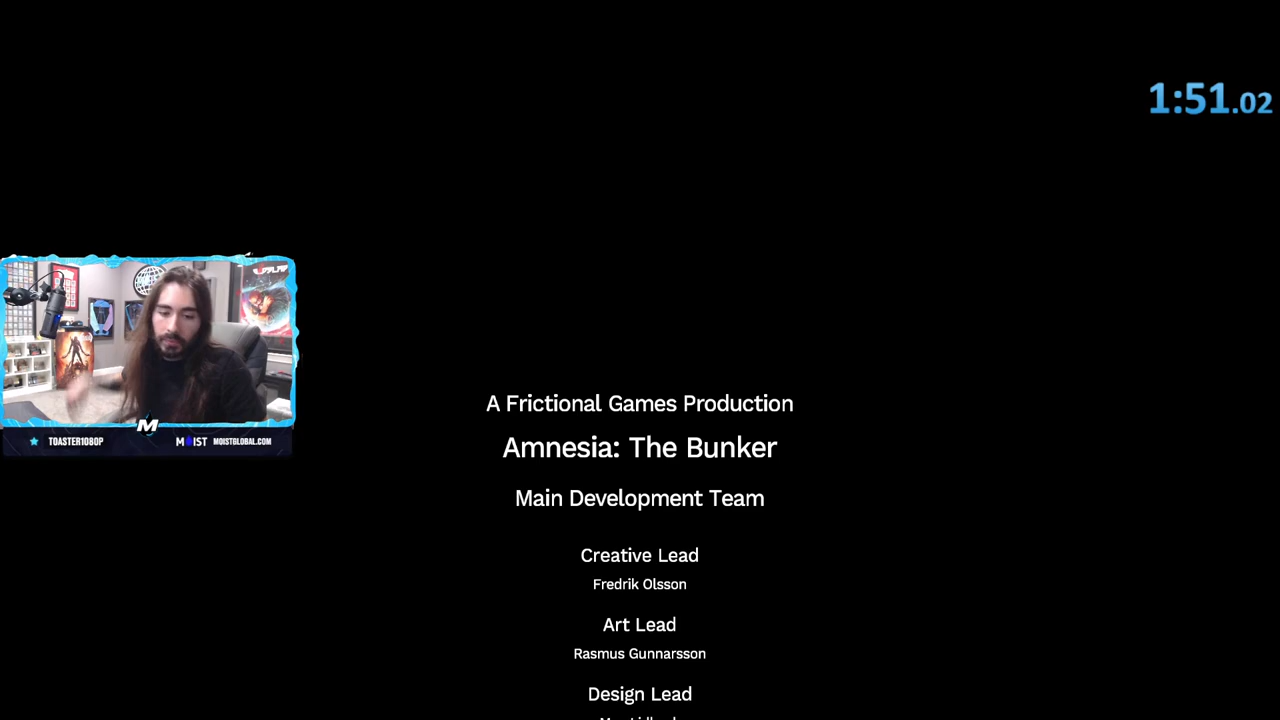 1:51.02
TOASTER1080P
M
MOIST
MOISTGLOBAL.COM
A Frictional Games Production
Amnesia: The Bunker
Main Development Team
Creative Lead
Fredrik Olsson
Art Lead
Rasmus Gunnarsson
Design Lead